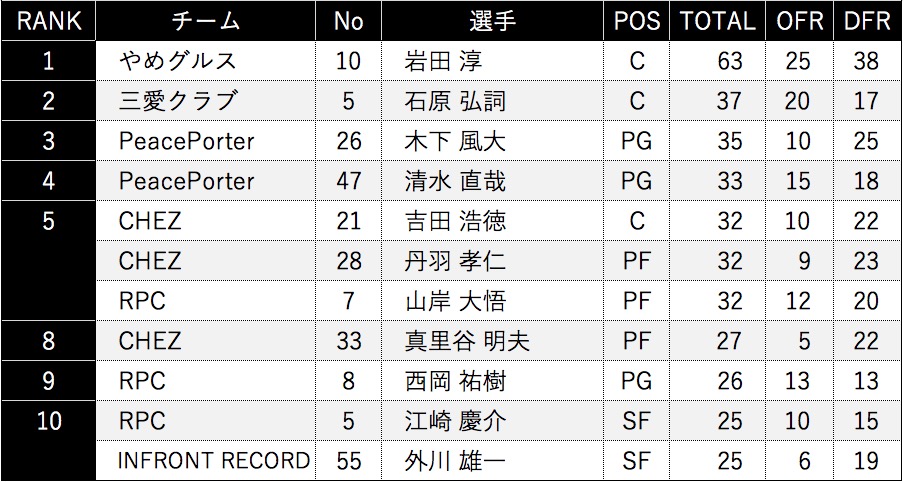 RANK チーム No 選手 POS TOTAL OFR DFR
1 やめグルス 10 岩田 淳 C 63 25 38
2 三愛クラブ 5 石原 弘詞 C 37 20 17
3 PeacePorter 26 木下 風大 PG 35 10 25
4 PeacePorter 47 清水 直哉 PG 33 15 18
5 CHEZ 21 吉田 浩徳 C 32 10 22
CHEZ 28 丹羽 孝仁 PF 32 9 23
RPC 7 山岸 大悟 PF 32 12 20
8 CHEZ 33 真里谷 明夫 PF 27 5 22
9 RPC 8 西岡 祐樹 PG 26 13 13
10 RPC 5 江崎 慶介 SF 25 10 15
INFRONT RECORD 55 外川 雄一 SF 25 6 19